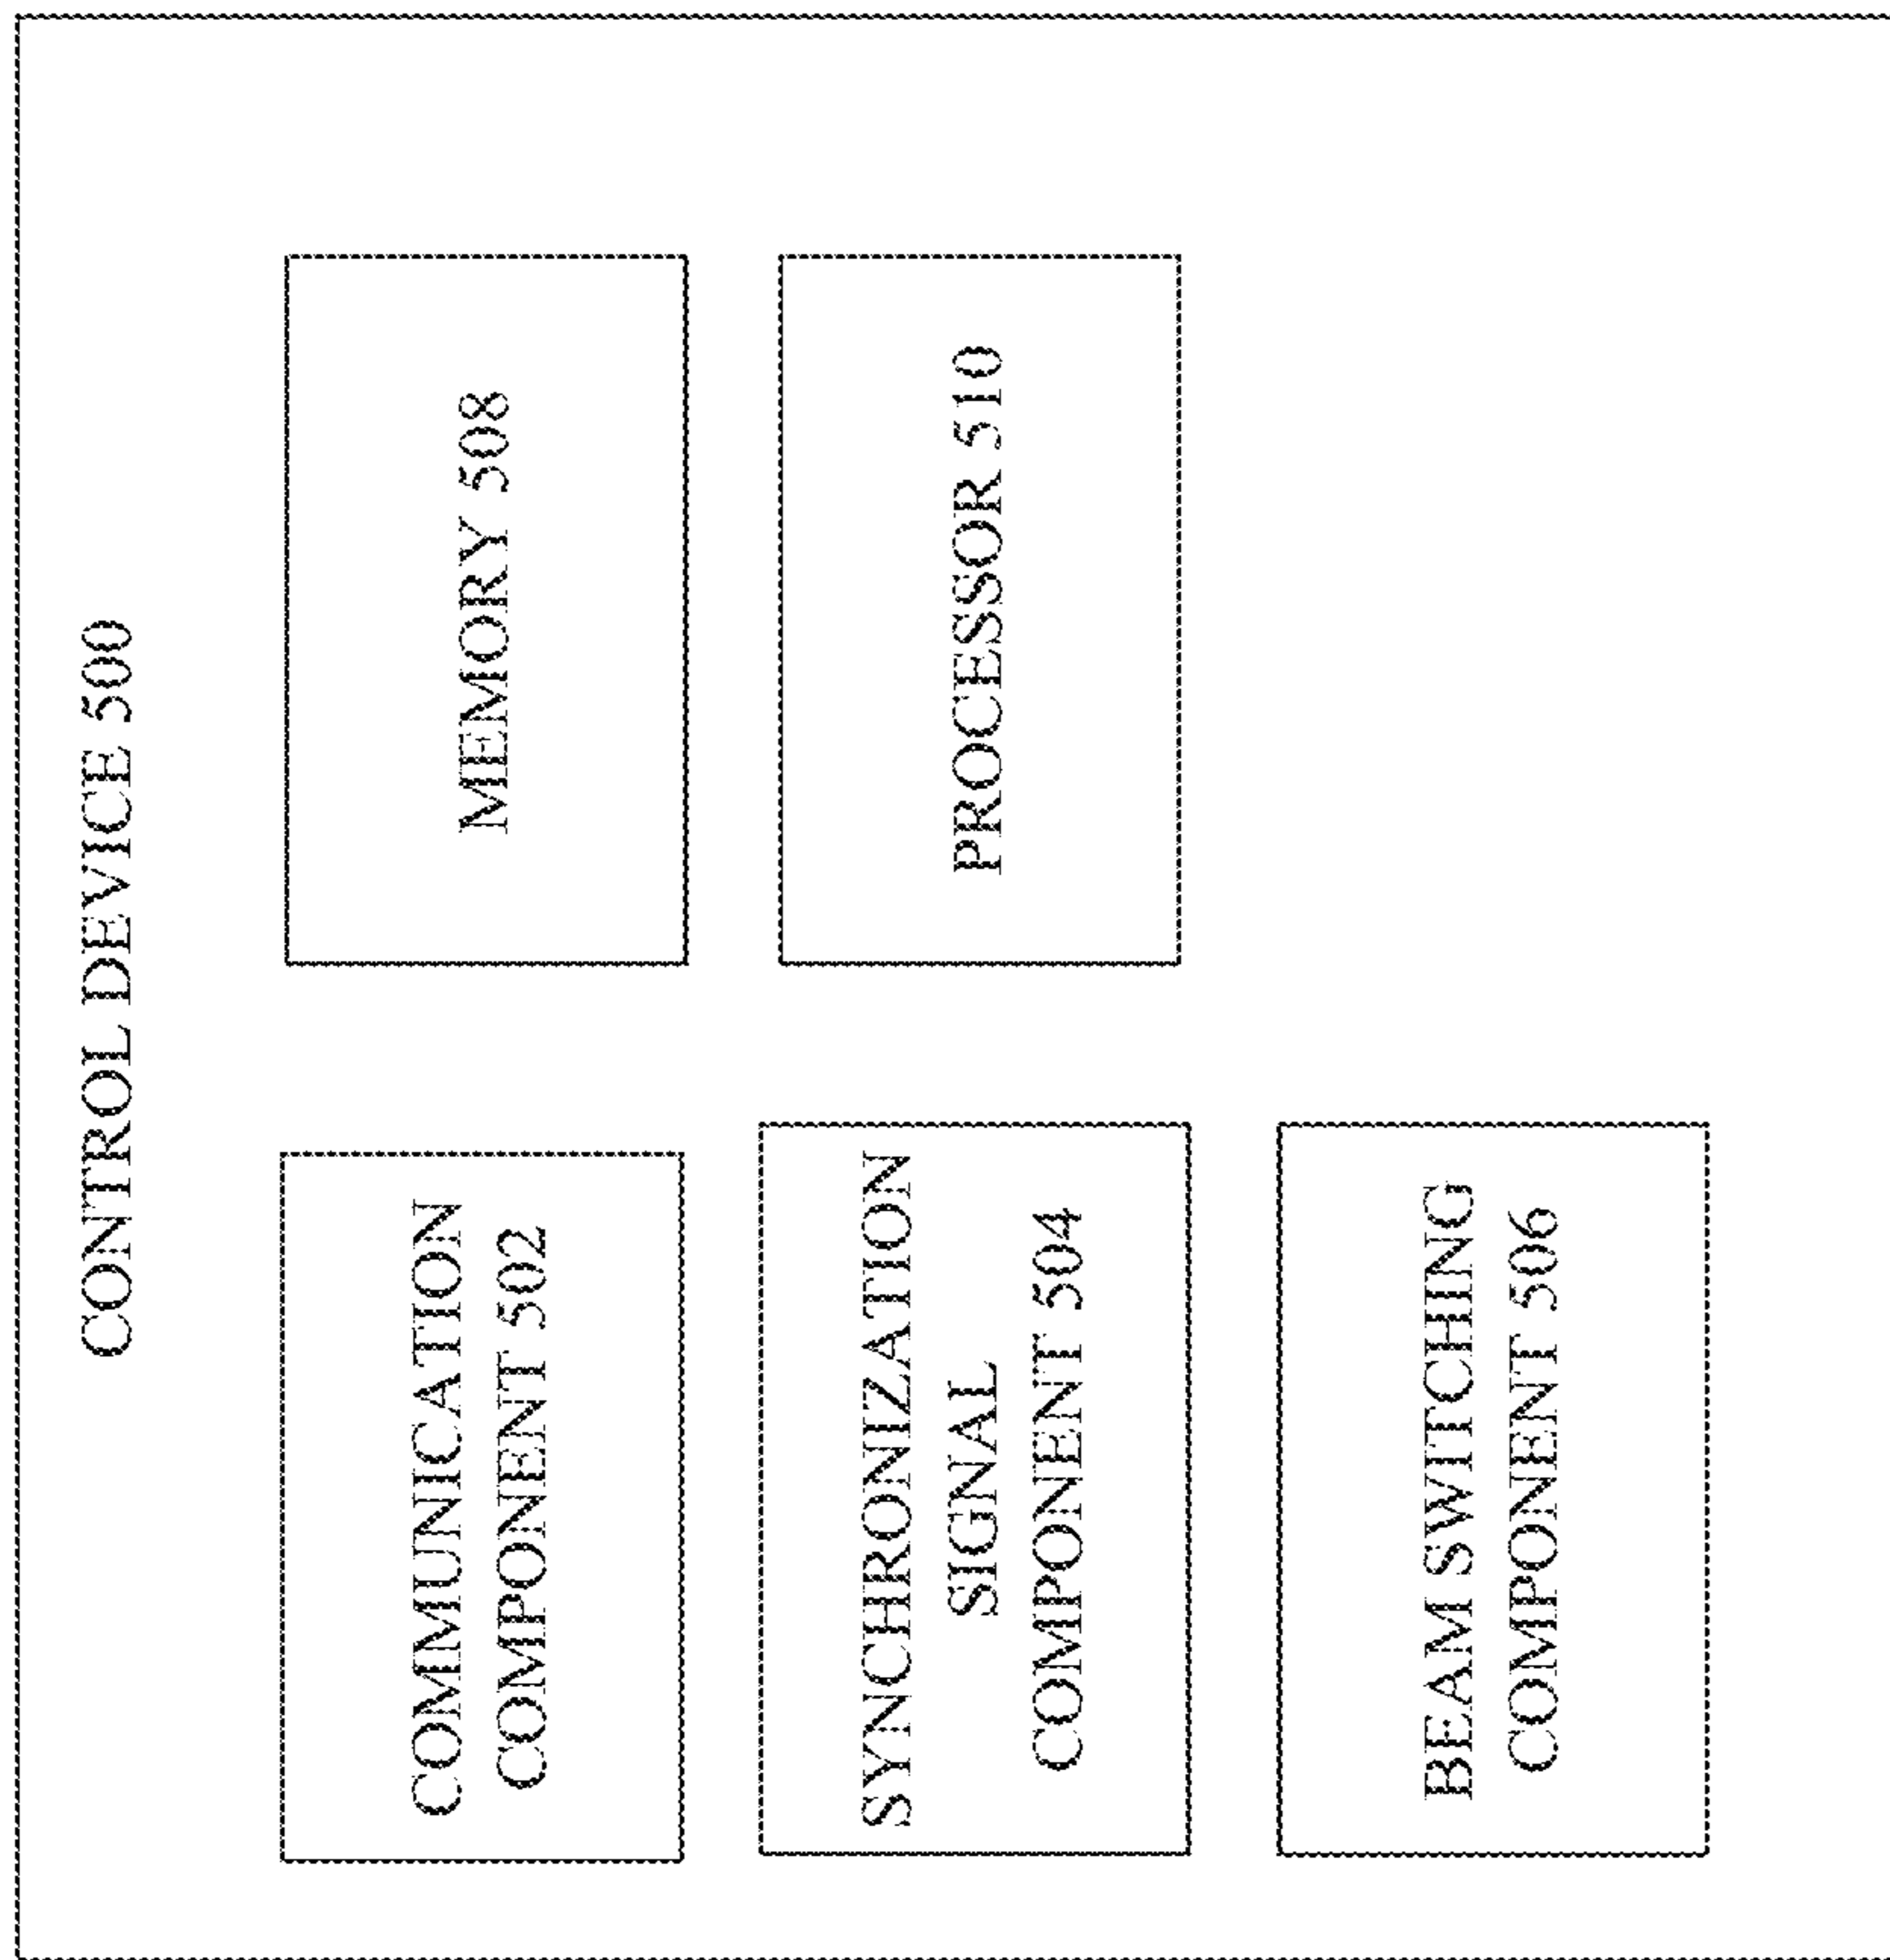 CONTROL DEVICE 500
COMMUNICATION
COMPONENT 502
SYNCHRONIZATION
SIGNAL
COMPONENT 504
BEAM SWITCHING
COMPONENT 506
MEMORY 508
PROCESSOR 510